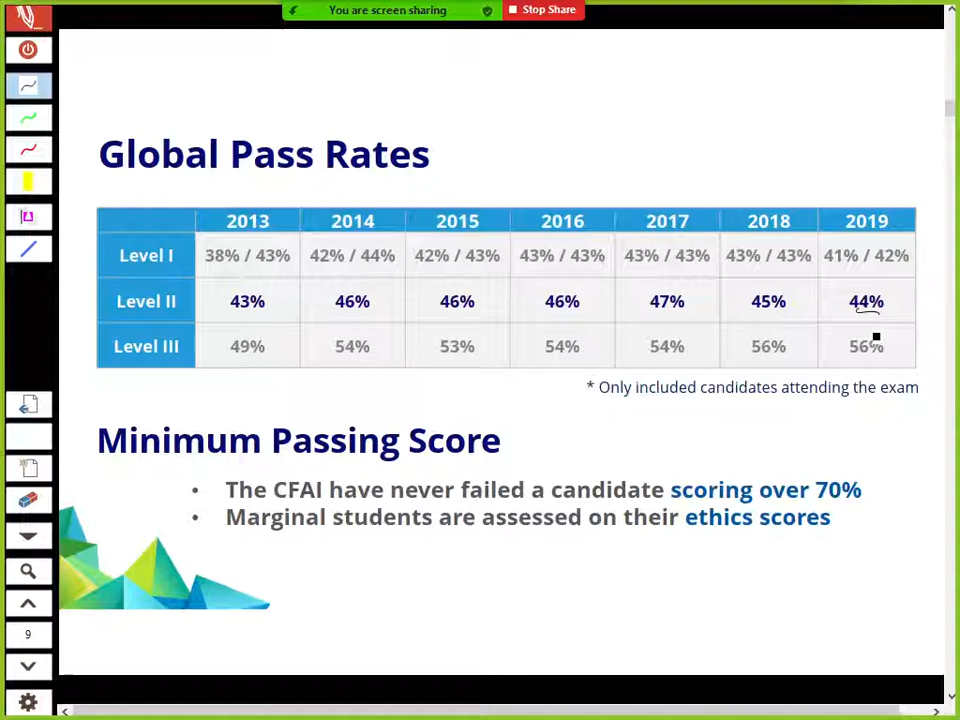 You are screen sharing Stop Share
Global Pass Rates
2013 2014 2015 2016 2017 2018 2019
Level I 38% / 43% 42% / 44% 42% / 43% 43% / 43% 43% / 43% 43% / 43% 41% / 42%
Level II 43% 46% 46% 46% 47% 45% 44%
Level III 49% 54% 53% 54% 54% 56% 56%
* Only included candidates attending the exam
Minimum Passing Score
• The CFAI have never failed a candidate scoring over 70%
• Marginal students are assessed on their ethics scores
9